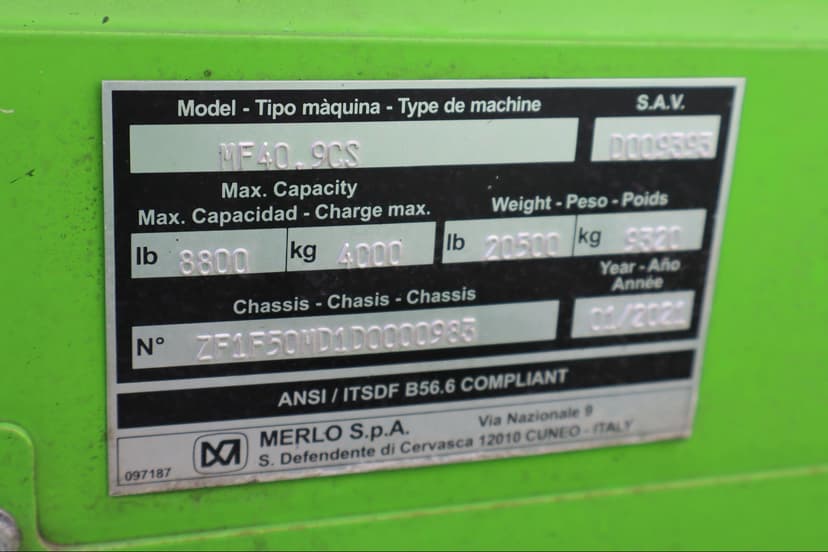 Model - Tipo màquina - Type de machine S.A.V.
MF40.9CS D009393
Max. Capacity
Max. Capacidad - Charge max. Weight - Peso - Poids
lb 8800 kg 4000 lb 20500 kg 9320
Year - Año
Année
Chassis - Chasis - Chassis
N° ZF1F50MD1D0000983 01/2021
ANSI / ITSDF B56.6 COMPLIANT
MERLO S.p.A. Via Nazionale 9
S. Defendente di Cervasca 12010 CUNEO - ITALY
097187